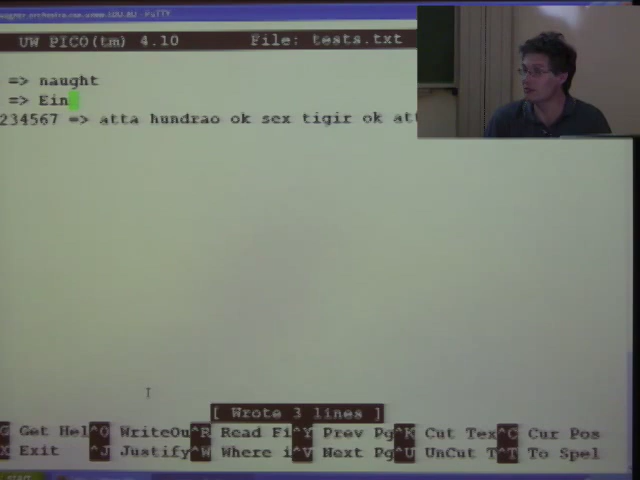 UW PICO(tm) 4.10 File: tests.txt
=> naught
=> Ein
234567 => atta hundrao ok sex tigir ok att
[ Wrote 3 lines ]
G Get Hel ^O WriteOu ^R Read Fi ^Y Prev Pg ^K Cut Tex ^C Cur Pos
X Exit ^J Justify ^W Where i ^V Next Pg ^U UnCut T ^T To Spel